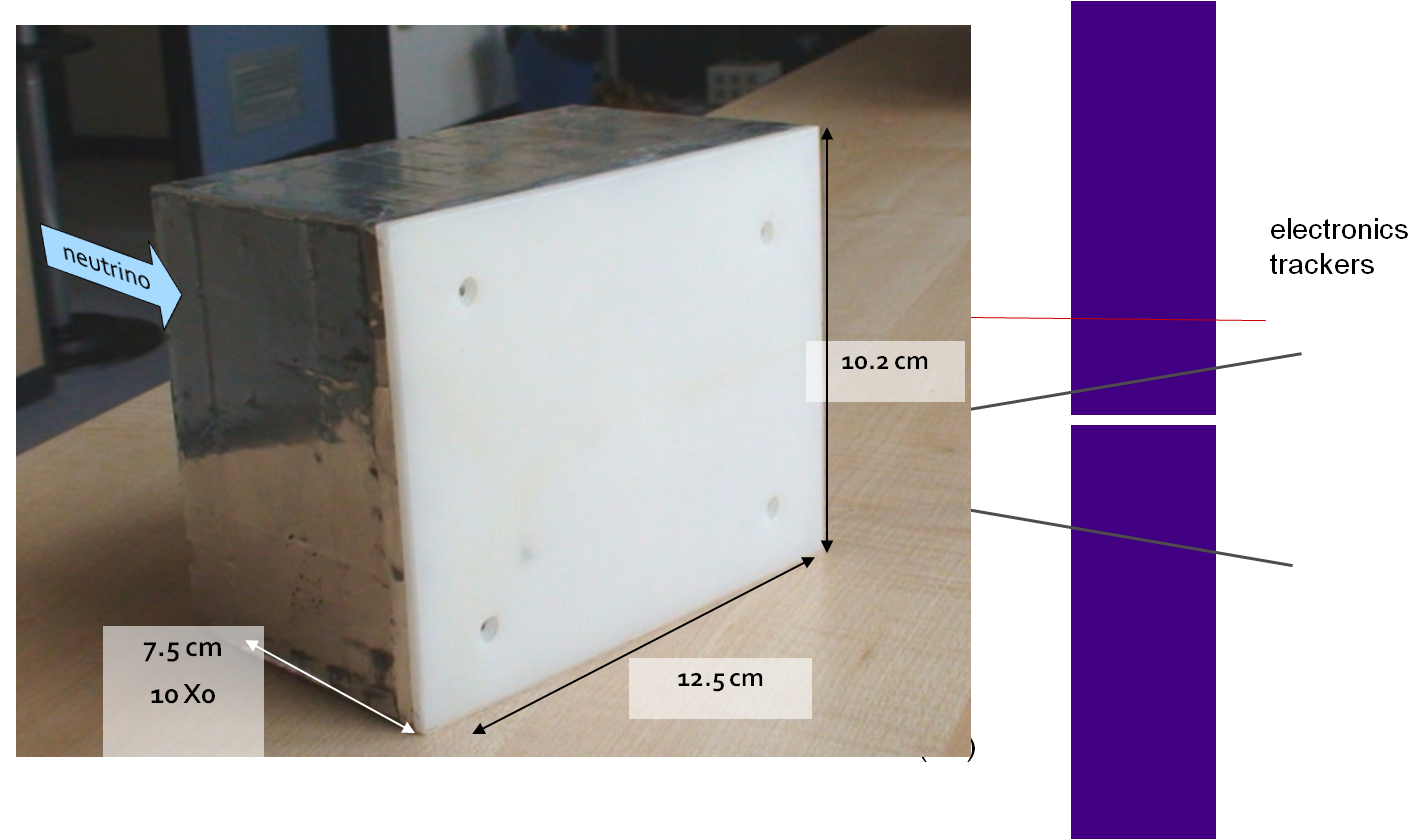 neutrino
electronics
trackers
10.2 cm
7.5 cm
10 X0
12.5 cm
( )